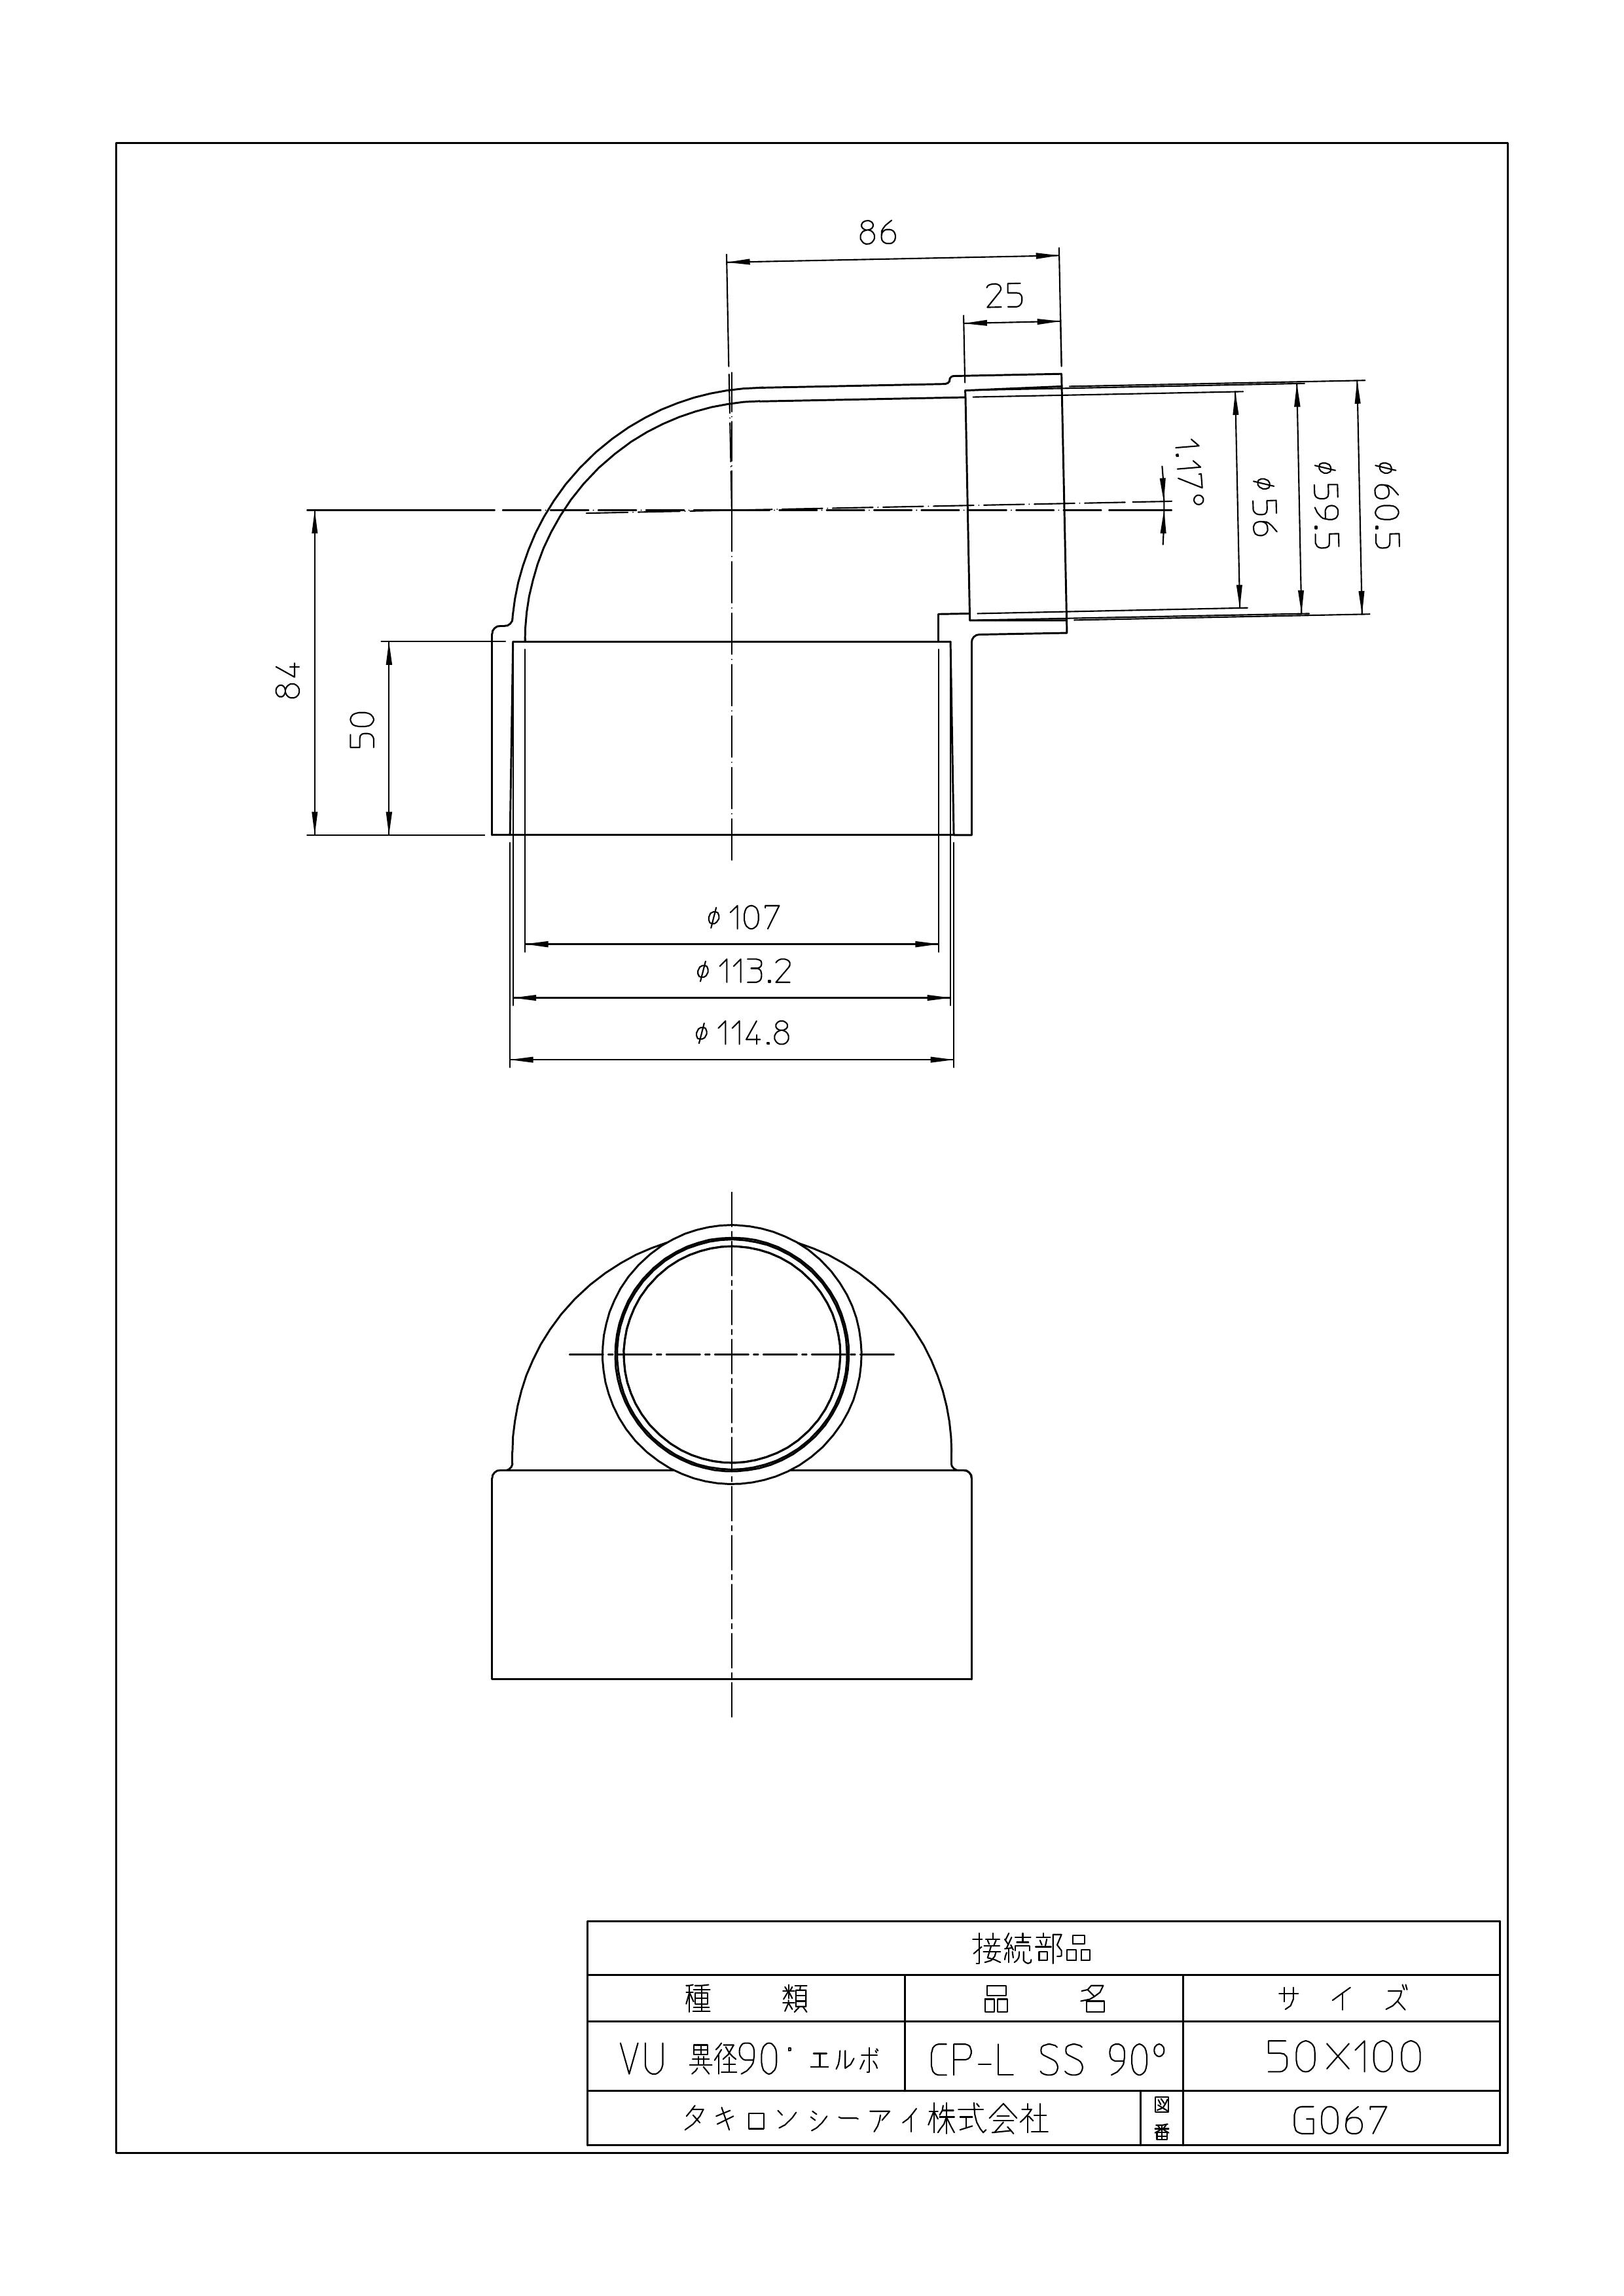 86
25
1.17°
φ56
φ59.5
φ60.5
84
50
φ107
φ113.2
φ114.8
接続部品
種 類 品 名 サ イ ズ
VU 異径90°エルボ CP-L SS 90° 50×100
タキロンシーアイ株式会社 図番 G067